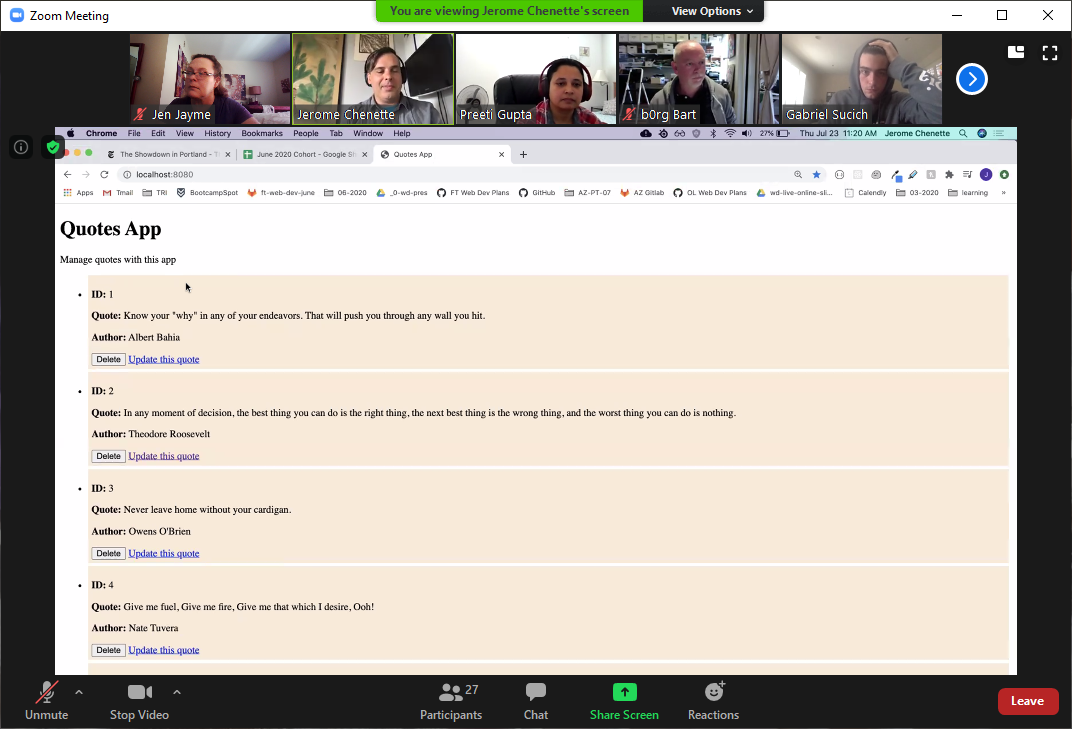 Zoom Meeting
You are viewing Jerome Chenette's screen
View Options
Jen Jayme
Jerome Chenette
Preeti Gupta
b0rg Bart
Gabriel Sucich
Chrome File Edit View History Bookmarks People Tab Window Help
27% Thu Jul 23 11:20 AM Jerome Chenette
The Showdown in Portland - T
June 2020 Cohort - Google Sh
Quotes App
localhost:8080
Apps Tmail TRI BootcampSpot ft-web-dev-june 06-2020 _0-wd-pres FT Web Dev Plans GitHub AZ-PT-07 AZ Gitlab OL Web Dev Plans wd-live-online-sli... Calendly 03-2020 learning »
Quotes App
Manage quotes with this app
ID: 1
Quote: Know your "why" in any of your endeavors. That will push you through any wall you hit.
Author: Albert Bahia
Delete Update this quote
ID: 2
Quote: In any moment of decision, the best thing you can do is the right thing, the next best thing is the wrong thing, and the worst thing you can do is nothing.
Author: Theodore Roosevelt
Delete Update this quote
ID: 3
Quote: Never leave home without your cardigan.
Author: Owens O'Brien
Delete Update this quote
ID: 4
Quote: Give me fuel, Give me fire, Give me that which I desire, Ooh!
Author: Nate Tuvera
Delete Update this quote
Unmute
Stop Video
27
Participants
Chat
Share Screen
Reactions
Leave